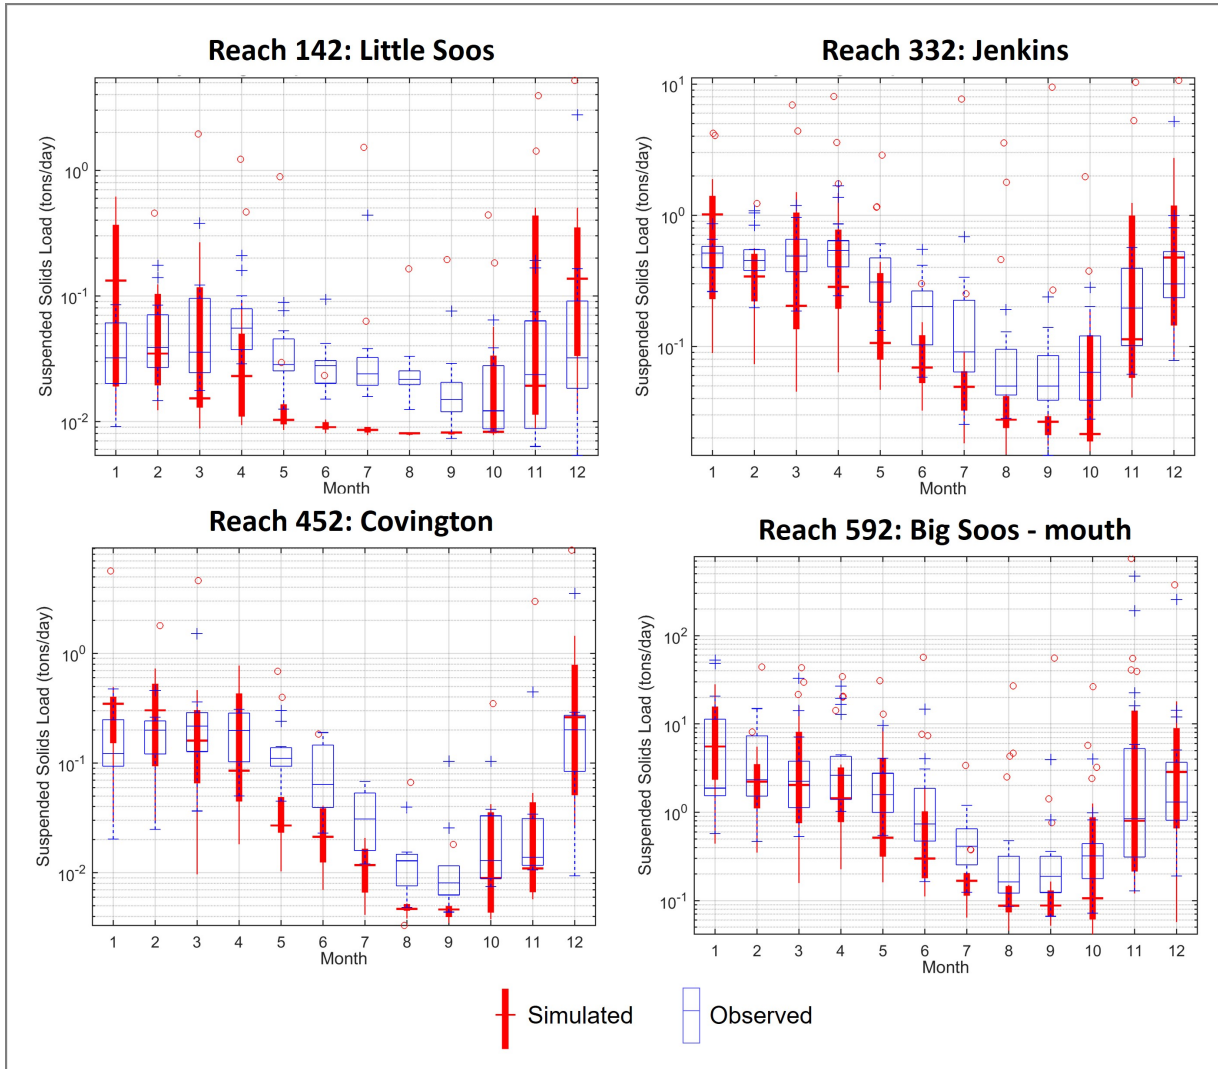 Reach 142: Little Soos
Suspended Solids Load (tons/day)
10^0
10^-1
10^-2
1 2 3 4 5 6 7 8 9 10 11 12
Month
Reach 332: Jenkins
Suspended Solids Load (tons/day)
10^1
10^0
10^-1
1 2 3 4 5 6 7 8 9 10 11 12
Month
Reach 452: Covington
Suspended Solids Load (tons/day)
10^0
10^-1
10^-2
1 2 3 4 5 6 7 8 9 10 11 12
Month
Reach 592: Big Soos - mouth
Suspended Solids Load (tons/day)
10^2
10^1
10^0
10^-1
1 2 3 4 5 6 7 8 9 10 11 12
Month
Simulated
Observed